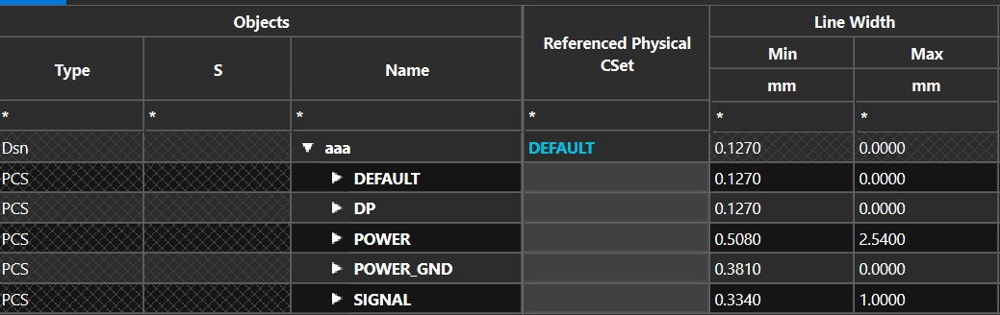 Objects Referenced Physical CSet Line Width
Type S Name Min Max
mm mm
* * * * * *
Dsn aaa DEFAULT 0.1270 0.0000
PCS DEFAULT 0.1270 0.0000
PCS DP 0.1270 0.0000
PCS POWER 0.5080 2.5400
PCS POWER_GND 0.3810 0.0000
PCS SIGNAL 0.3340 1.0000